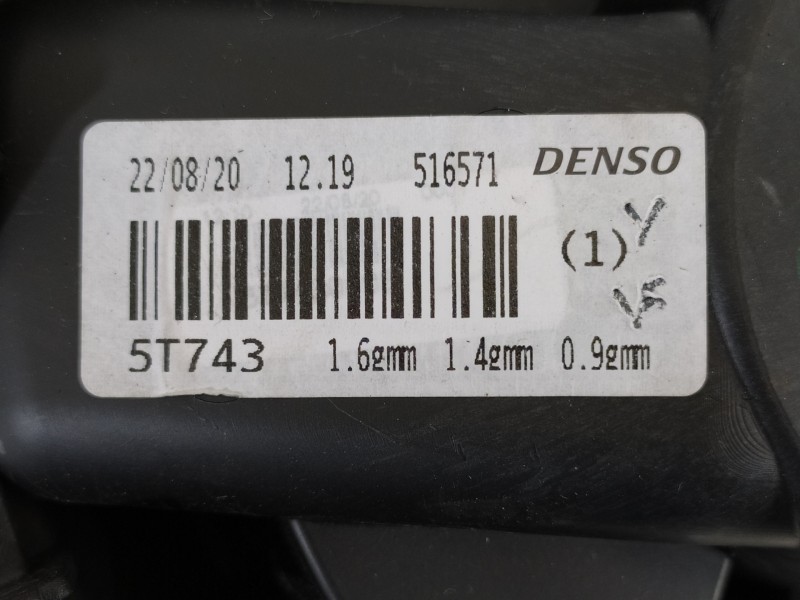 22/08/20 12.19 516571 DENSO
(1)
5T743 1.6gmm 1.4gmm 0.9gmm